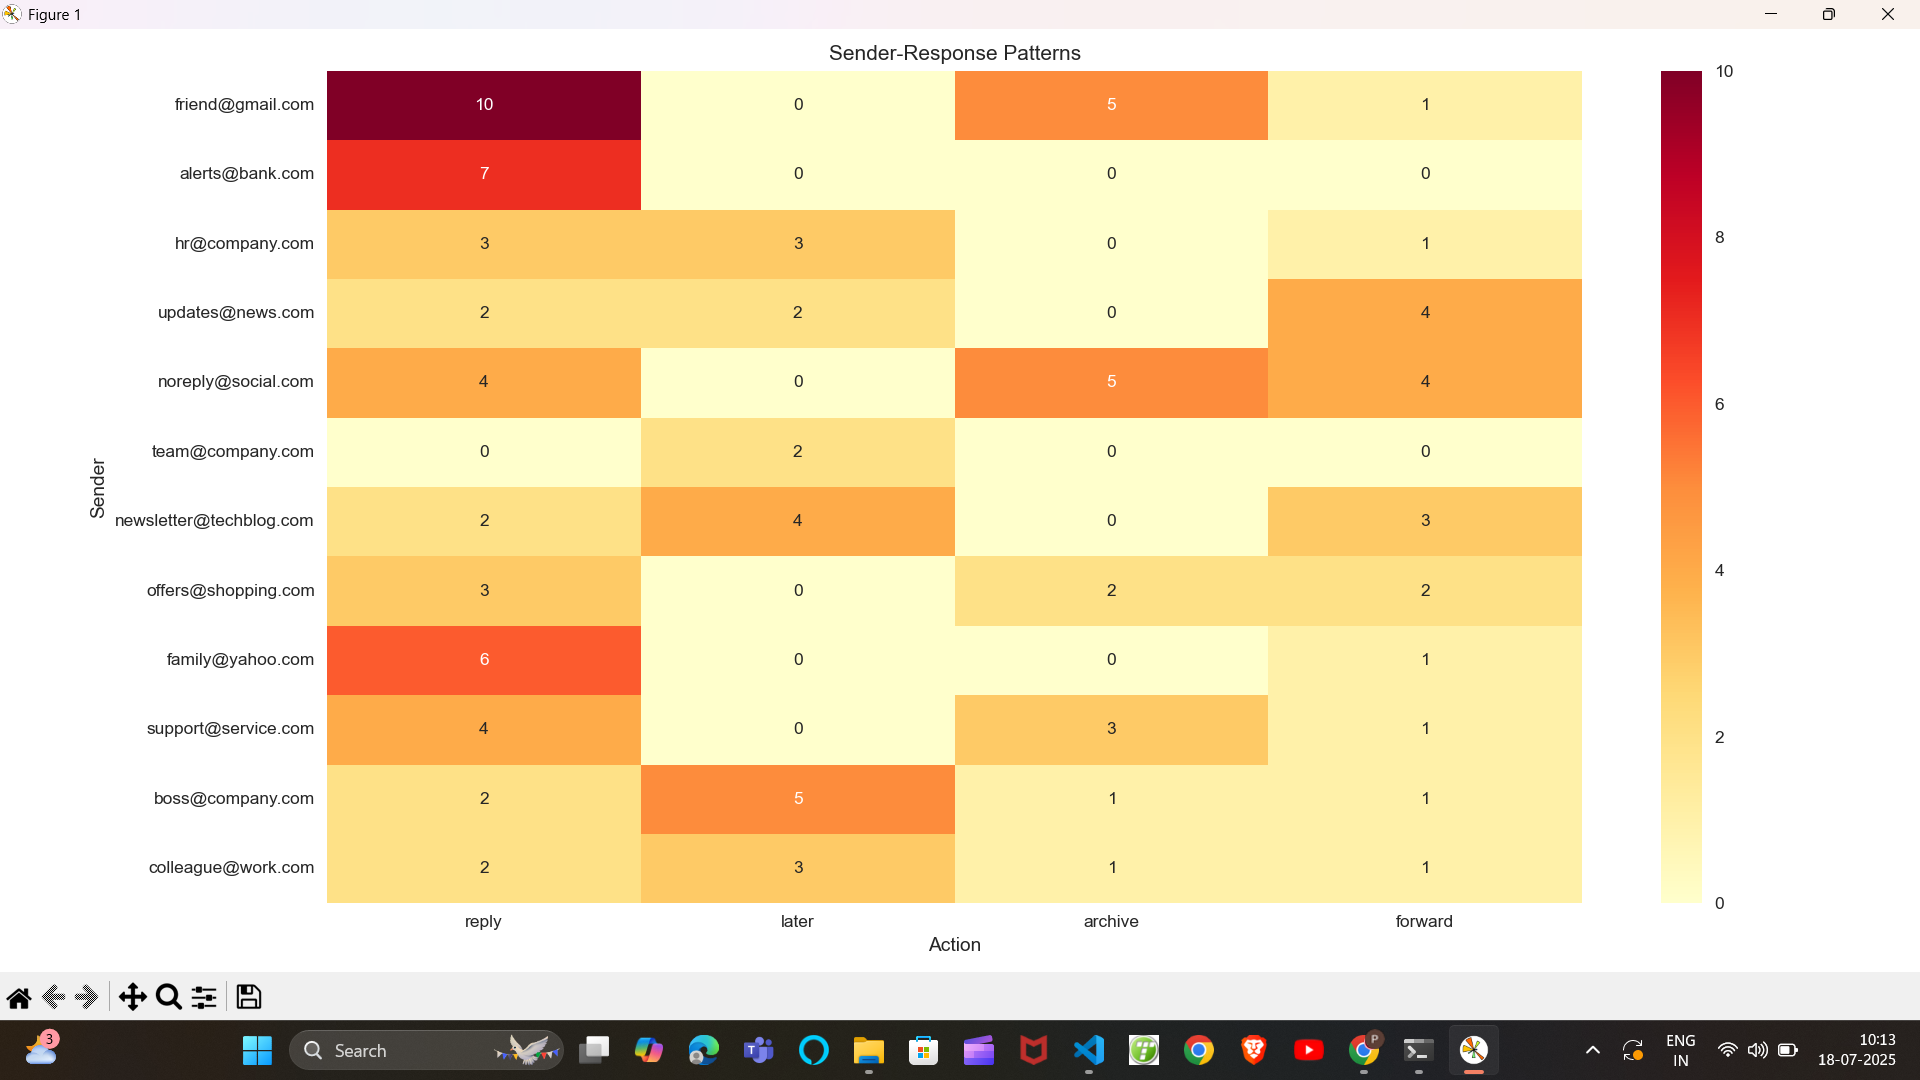 Figure 1
Sender-Response Patterns
friend@gmail.com 10 0 5 1
alerts@bank.com 7 0 0 0
hr@company.com 3 3 0 1
updates@news.com 2 2 0 4
noreply@social.com 4 0 5 4
team@company.com 0 2 0 0
newsletter@techblog.com 2 4 0 3
offers@shopping.com 3 0 2 2
family@yahoo.com 6 0 0 1
support@service.com 4 0 3 1
boss@company.com 2 5 1 1
colleague@work.com 2 3 1 1
Sender
reply later archive forward
Action
10
8
6
4
2
0
3
Search
P
ENG
IN
10:13
18-07-2025